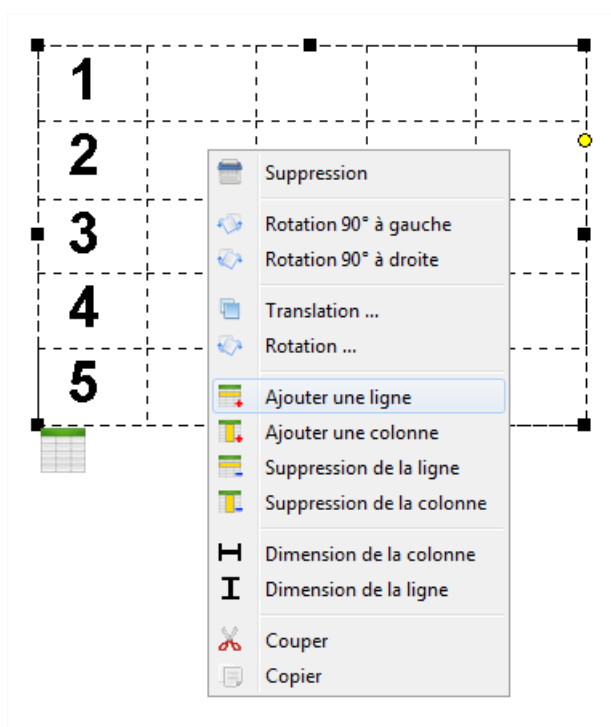 1
2
3
4
5
Suppression
Rotation 90° à gauche
Rotation 90° à droite
Translation ...
Rotation ...
Ajouter une ligne
Ajouter une colonne
Suppression de la ligne
Suppression de la colonne
Dimension de la colonne
Dimension de la ligne
Couper
Copier